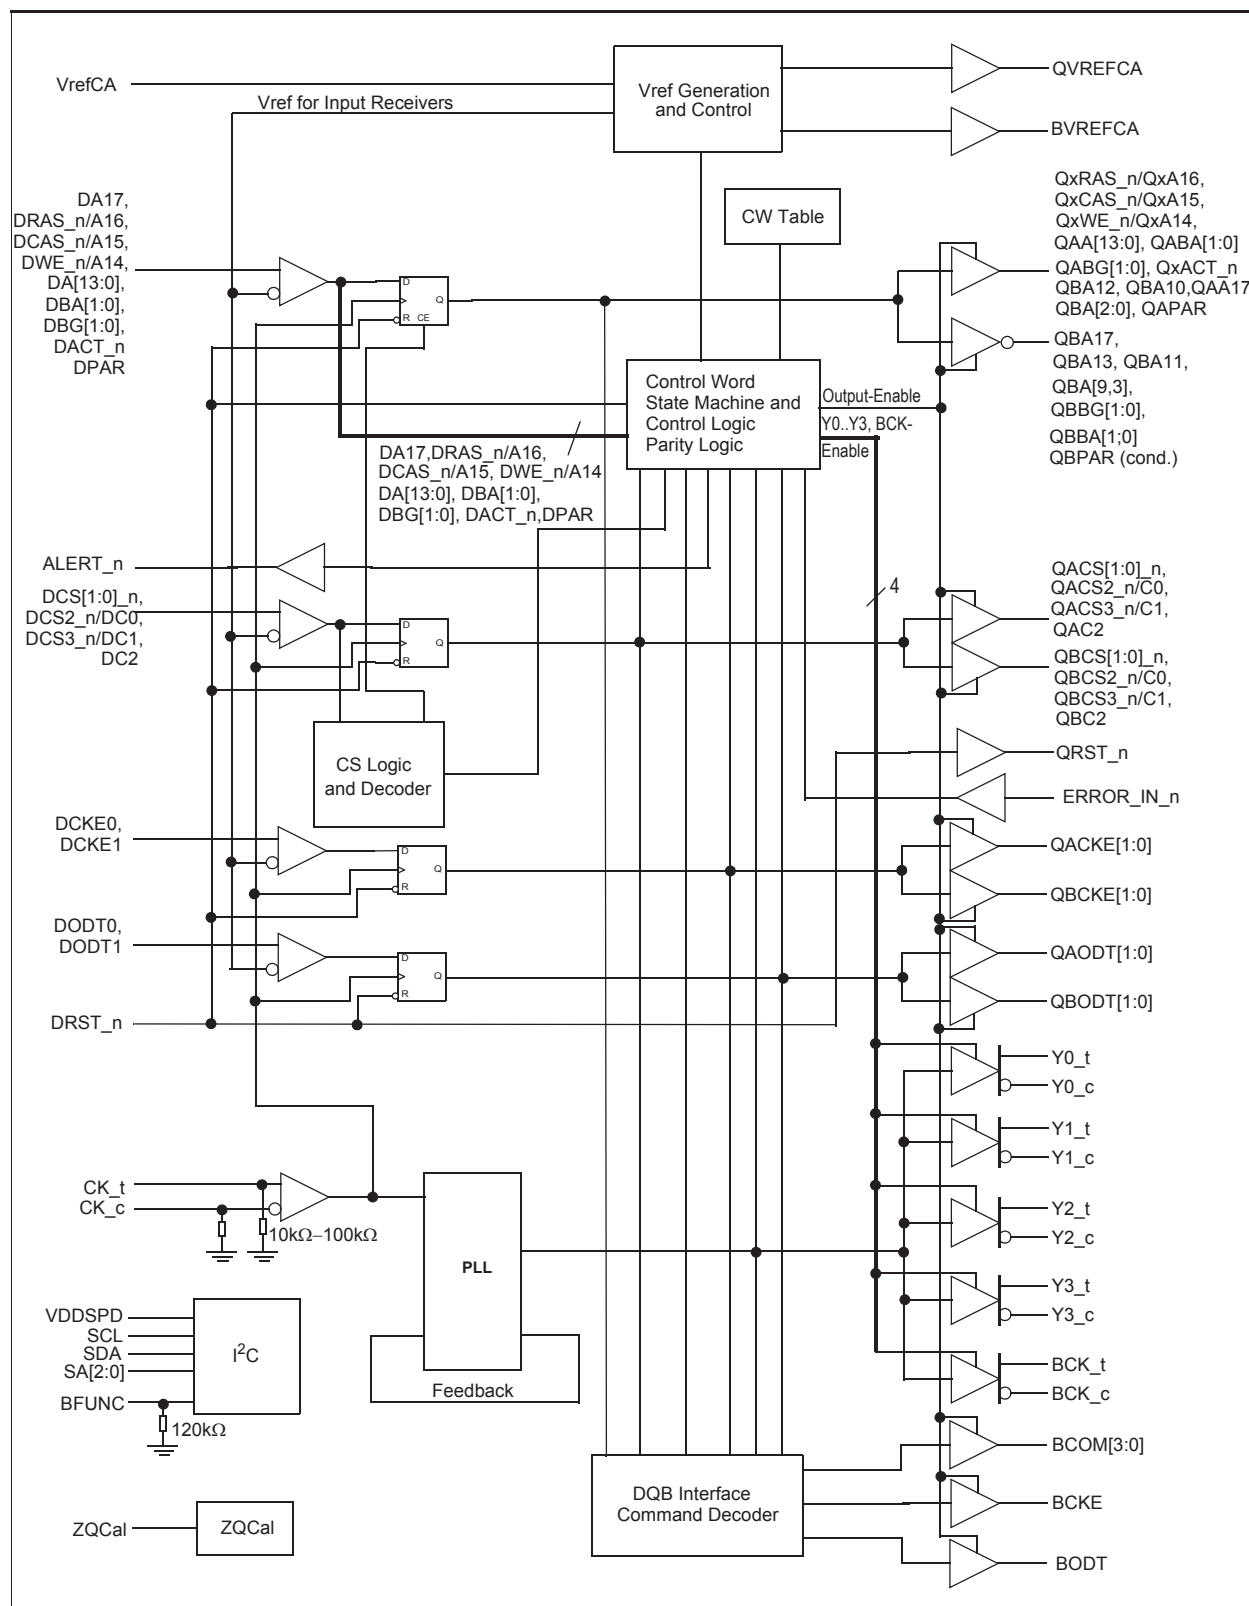 VrefCA
Vref for Input Receivers
Vref Generation
and Control
QVREFCA
BVREFCA
CW Table
DA17,
DRAS_n/A16,
DCAS_n/A15,
DWE_n/A14,
DA[13:0],
DBA[1:0],
DBG[1:0],
DACT_n
DPAR
D
Q
R CE
QxRAS_n/QxA16,
QxCAS_n/QxA15,
QxWE_n/QxA14,
QAA[13:0], QABA[1:0]
QABG[1:0], QxACT_n
QBA12, QBA10,QAA17
QBA[2:0], QAPAR
QBA17,
QBA13, QBA11,
QBA[9,3],
QBBG[1:0],
QBBA[1;0]
QBPAR (cond.)
Control Word
State Machine and
Control Logic
Parity Logic
Output-Enable
Y0..Y3, BCK-
Enable
DA17,DRAS_n/A16,
DCAS_n/A15, DWE_n/A14
DA[13:0], DBA[1:0],
DBG[1:0], DACT_n,DPAR
4
ALERT_n
DCS[1:0]_n,
DCS2_n/DC0,
DCS3_n/DC1,
DC2
D
Q
R
QACS[1:0]_n,
QACS2_n/C0,
QACS3_n/C1,
QAC2
QBCS[1:0]_n,
QBCS2_n/C0,
QBCS3_n/C1,
QBC2
CS Logic
and Decoder
QRST_n
ERROR_IN_n
DCKE0,
DCKE1
D
Q
R
QACKE[1:0]
QBCKE[1:0]
DODT0,
DODT1
D
Q
R
QAODT[1:0]
QBODT[1:0]
DRST_n
Y0_t
Y0_c
Y1_t
Y1_c
CK_t
CK_c
10kΩ–100kΩ
PLL
Feedback
Y2_t
Y2_c
Y3_t
Y3_c
VDDSPD
SCL
SDA
SA[2:0]
BFUNC
I2C
120kΩ
BCK_t
BCK_c
BCOM[3:0]
BCKE
BODT
DQB Interface
Command Decoder
ZQCal
ZQCal